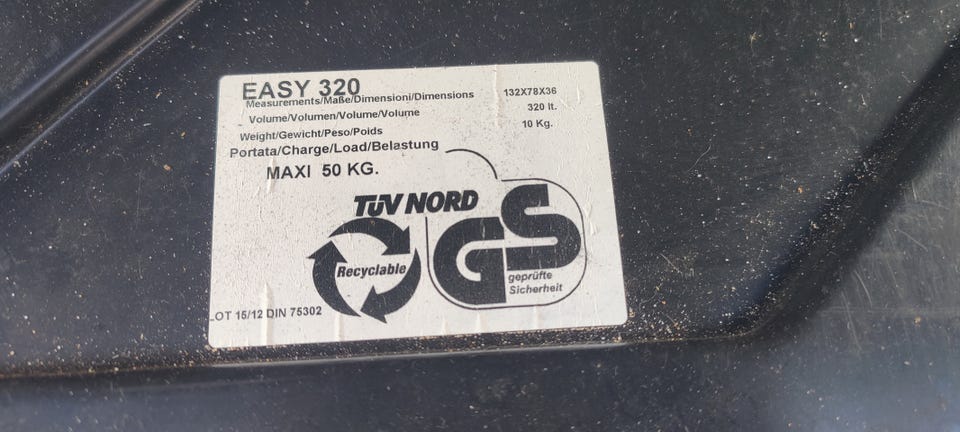 EASY 320
Measurements/Maße/Dimensioni/Dimensions 132X78X36
Volume/Volumen/Volume/Volume 320 lt.
Weight/Gewicht/Peso/Poids 10 Kg.
Portata/Charge/Load/Belastung
MAXI 50 KG.
TÜV NORD
GS
geprüfte
Sicherheit
Recyclable
LOT 15/12 DIN 75302